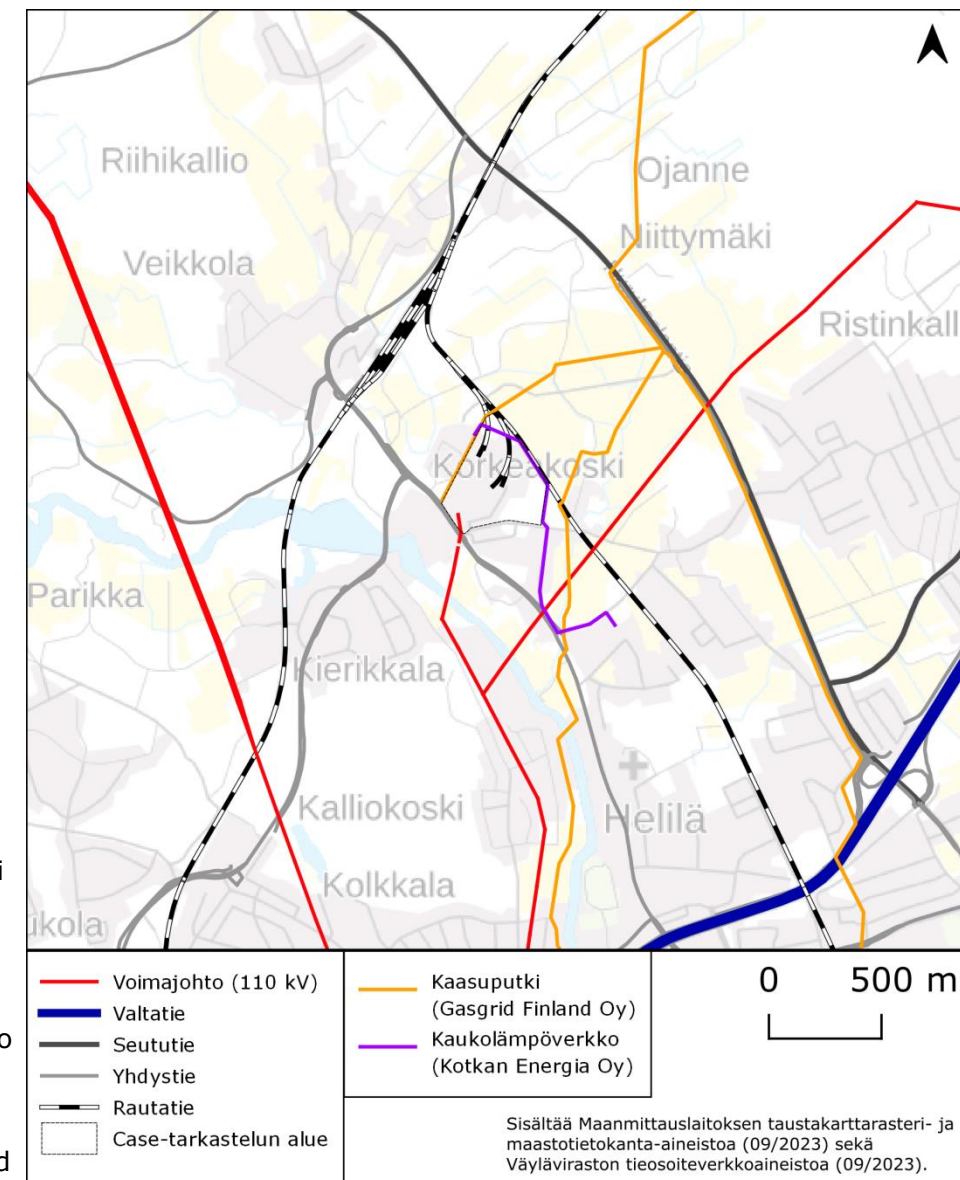 Riihikallio
Ojanne
Niittymäki
Veikkola
Ristinkall
Korkeakoski
Parikka
Kierikkala
Kalliokoski
Helilä
Kolkkala
i
ukola
o
d
Voimajohto (110 kV)
Valtatie
Seututie
Yhdystie
Rautatie
Case-tarkastelun alue
Kaasuputki
(Gasgrid Finland Oy)
Kaukolämpöverkko
(Kotkan Energia Oy)
0 500 m
Sisältää Maanmittauslaitoksen taustakarttarasteri- ja
maastotietokanta-aineistoa (09/2023) sekä
Väyläviraston tieosoiteverkkoaineistoa (09/2023).